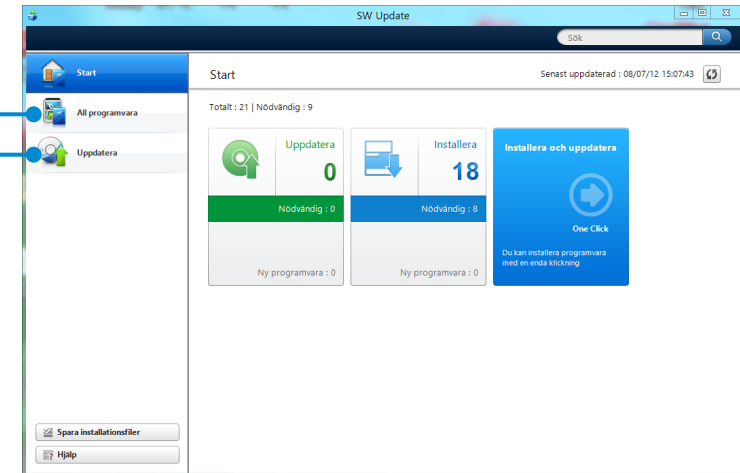 SW Update
Sök
Start
All programvara
Uppdatera
Start
Senast uppdaterad : 08/07/12 15:07:43
Totalt : 21 | Nödvändig : 9
Uppdatera
0
Nödvändig : 0
Ny programvara : 0
Installera
18
Nödvändig : 8
Ny programvara : 0
Installera och uppdatera
One Click
Du kan installera programvara
med en enda klickning
Spara installationsfiler
Hjälp